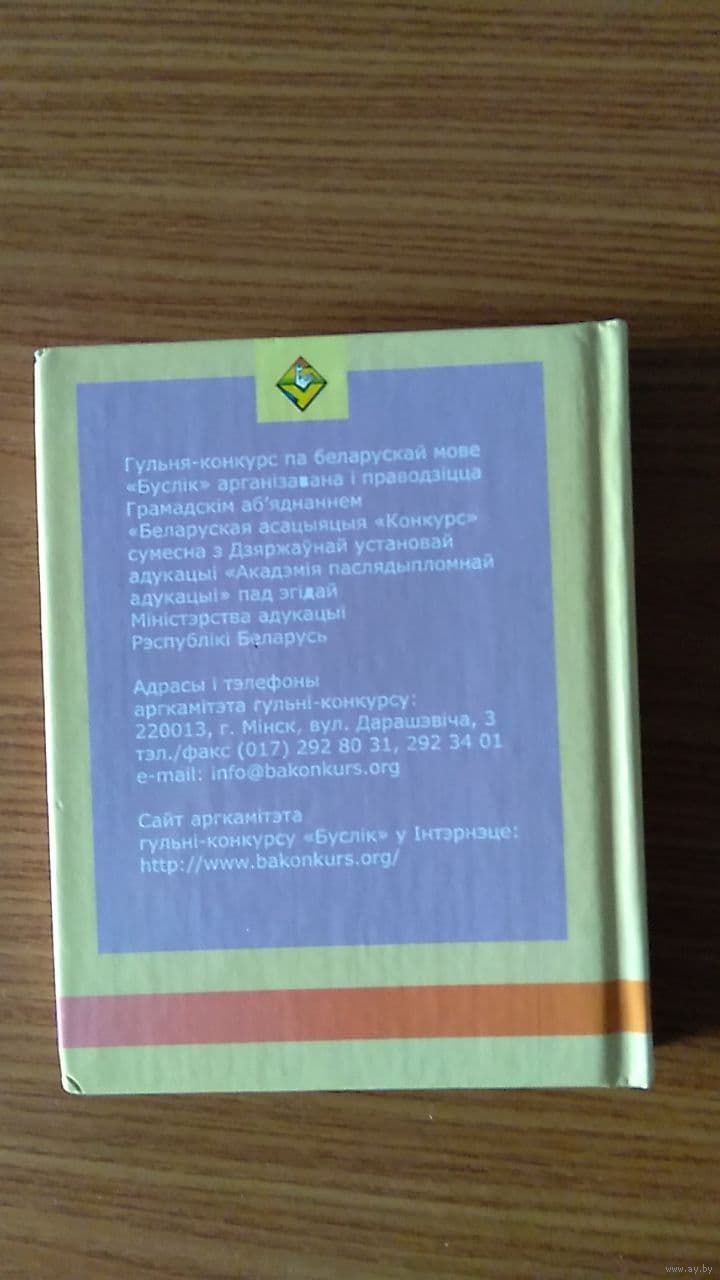 Гульня-конкурс па беларускай мове
«Буслік» арганізавана і праводзіцца
Грамадскім аб’яднаннем
«Беларуская асацыяцыя «Конкурс»
сумесна з Дзяржаўнай установай
адукацыі «Акадэмія паслядыпломнай
адукацыі» пад эгідай
Міністэрства адукацыі
Рэспублікі Беларусь
Адрасы і тэлефоны
аргкамітэта гульні-конкурсу:
220013, г. Мінск, вул. Дарашэвіча, 3
тэл./факс (017) 292 80 31, 292 34 01
e-mail: info@bakonkurs.org
Сайт аргкамітэта
гульні-конкурсу «Буслік» у Інтэрнэце:
http://www.bakonkurs.org/
www.ay.by